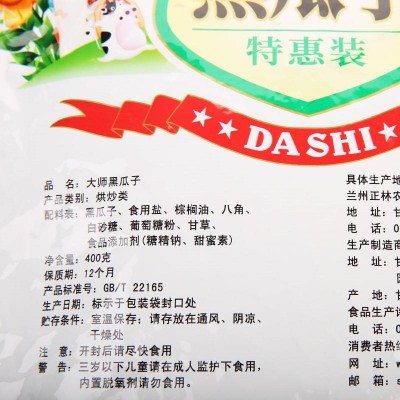 黑瓜子
特惠装
DA SHI
品 名：大师黑瓜子
产品类别：烘炒类
配料表：黑瓜子、食用盐、棕榈油、八角、
白砂糖、葡萄糖粉、甘草、
食品添加剂(糖精钠、甜蜜素)
净含量：400克
保质期：12个月
产品标准号：GB/T 22165
生产日期：标示于包装袋封口处
贮存条件：室温保存；请存放在通风、阴凉、
干燥处
注 意：开封后请尽快食用
警 告：三岁以下儿童请在成人监护下食用，
内置脱氧剂请勿食用。
具体生产地
兰州正林农
地 址：甘
电 话：0
生产制造商
地 址：甘
产 地：甘
食品生产许
电 话：0
消费者热线
网 址：w
邮 箱：s